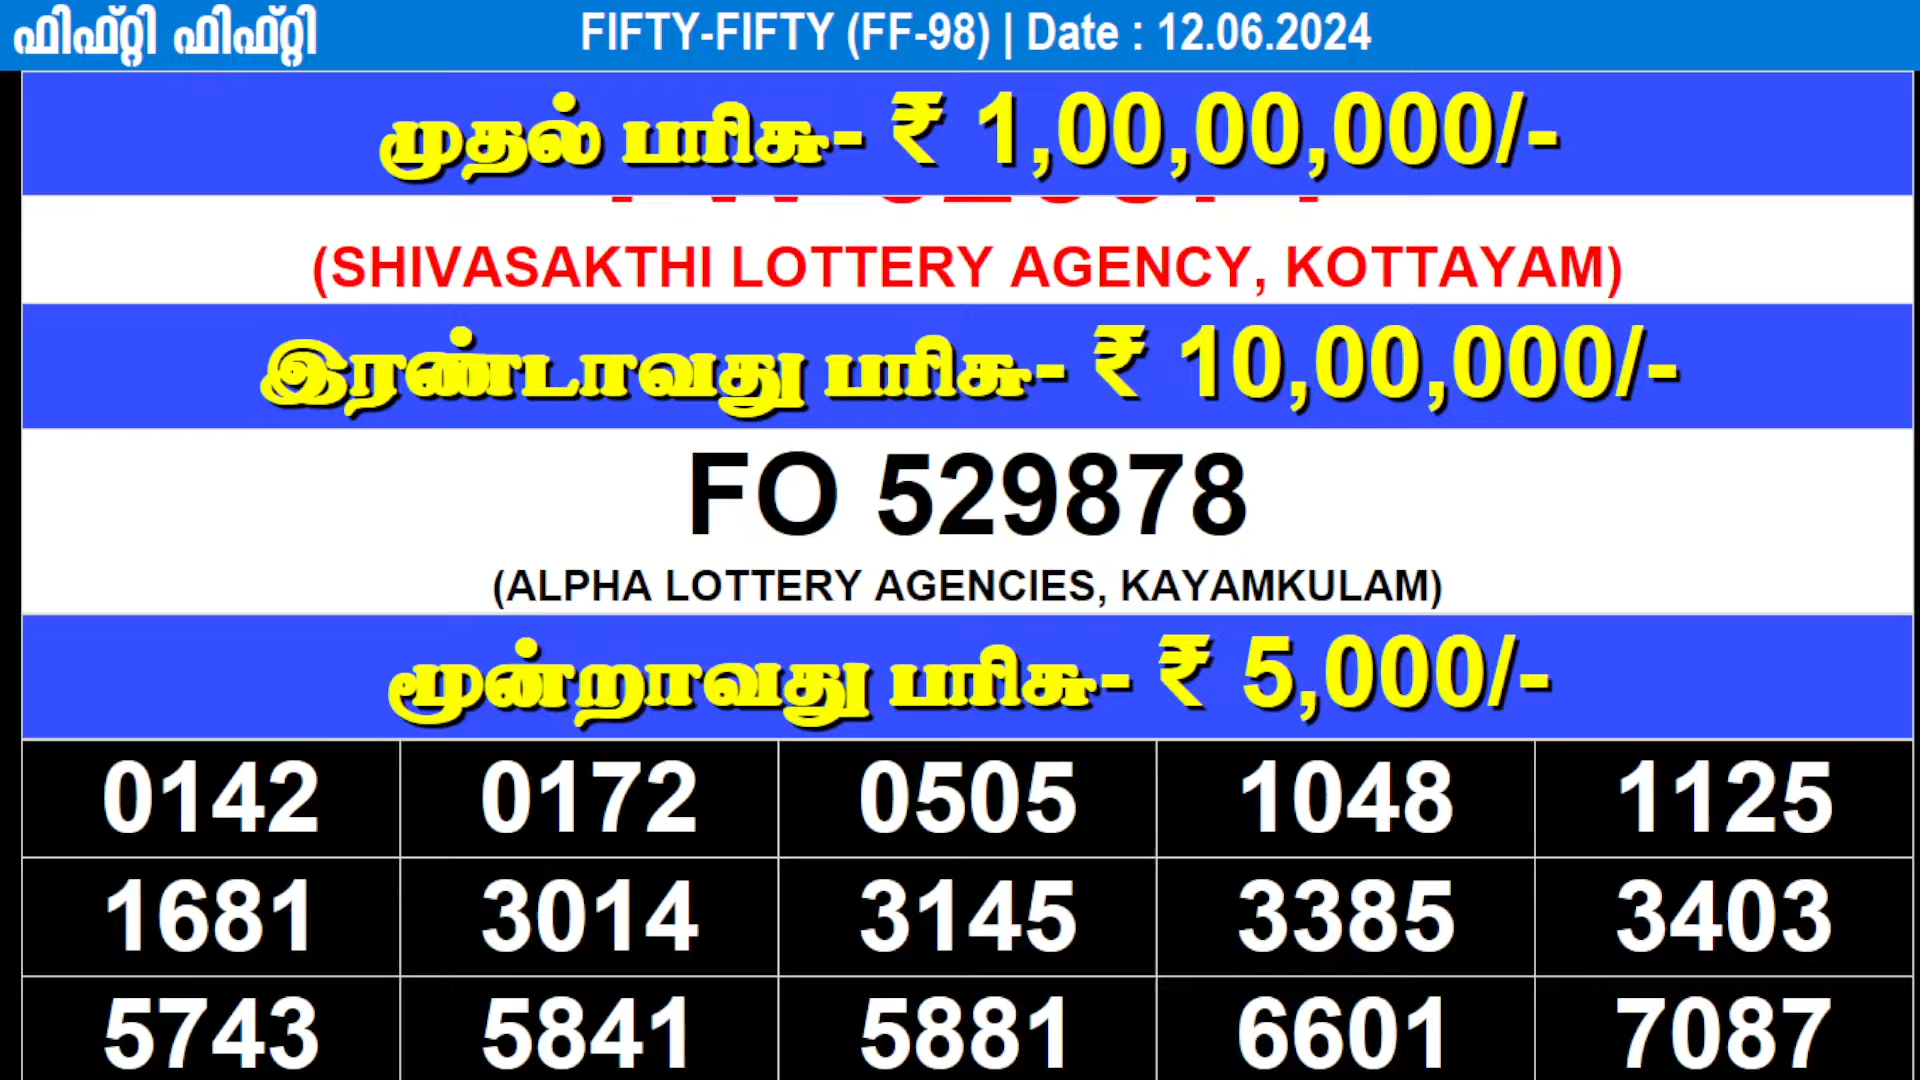 ഫിഫ്റ്റി ഫിഫ്റ്റി FIFTY-FIFTY (FF-98) | Date : 12.06.2024
முதல் பரிசு- ₹ 1,00,00,000/-
(SHIVASAKTHI LOTTERY AGENCY, KOTTAYAM)
இரண்டாவது பரிசு- ₹ 10,00,000/-
FO 529878
(ALPHA LOTTERY AGENCIES, KAYAMKULAM)
மூன்றாவது பரிசு- ₹ 5,000/-
0142 0172 0505 1048 1125
1681 3014 3145 3385 3403
5743 5841 5881 6601 7087